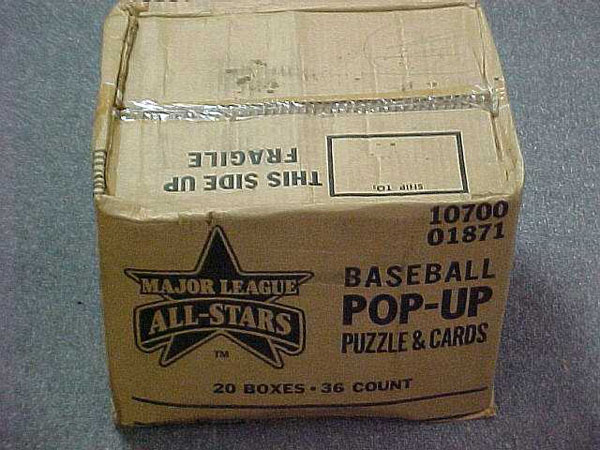 THIS SIDE UP
FRAGILE
SHIP TO:
10700
01871
MAJOR LEAGUE
ALL-STARS
TM
BASEBALL
POP-UP
PUZZLE & CARDS
20 BOXES • 36 COUNT